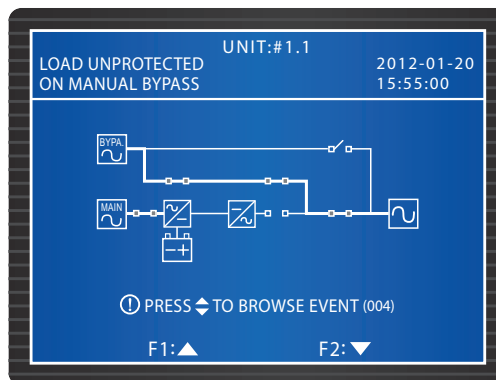 UNIT:#1.1
LOAD UNPROTECTED
ON MANUAL BYPASS
2012-01-20
15:55:00
BYPA.
MAIN
PRESS TO BROWSE EVENT (004)
F1:
F2: